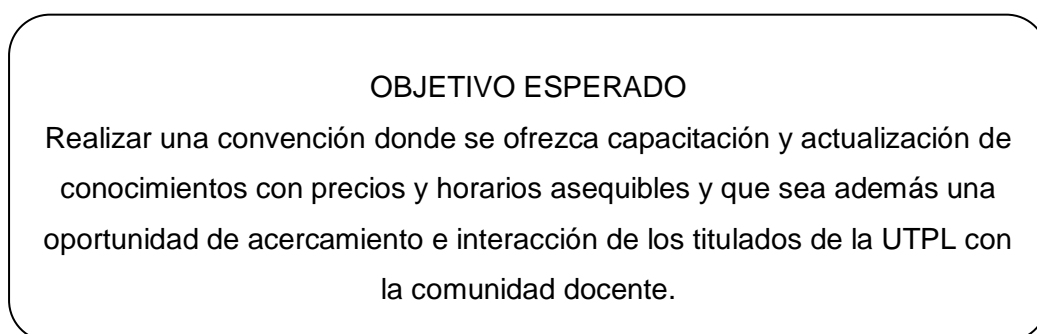 OBJETIVO ESPERADO
Realizar una convención donde se ofrezca capacitación y actualización de
conocimientos con precios y horarios asequibles y que sea además una
oportunidad de acercamiento e interacción de los titulados de la UTPL con
la comunidad docente.